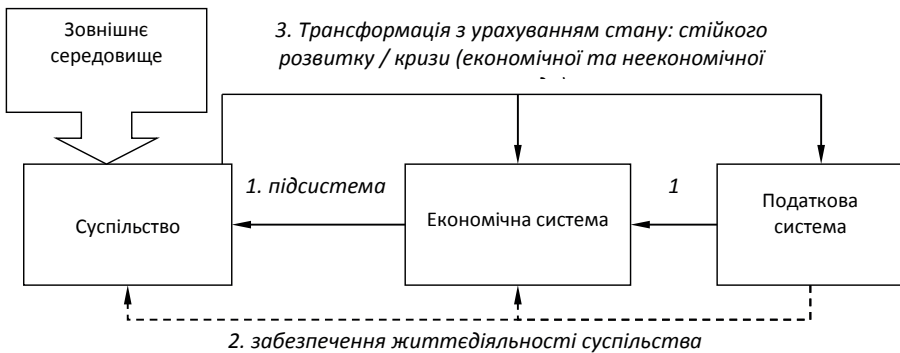 Зовнішнє
середовище
3. Трансформація з урахуванням стану: стійкого
розвитку / кризи (економічної та неекономічної
1. підсистема
1
Суспільство
Економічна система
Податкова
система
2. забезпечення життєдіяльності суспільства